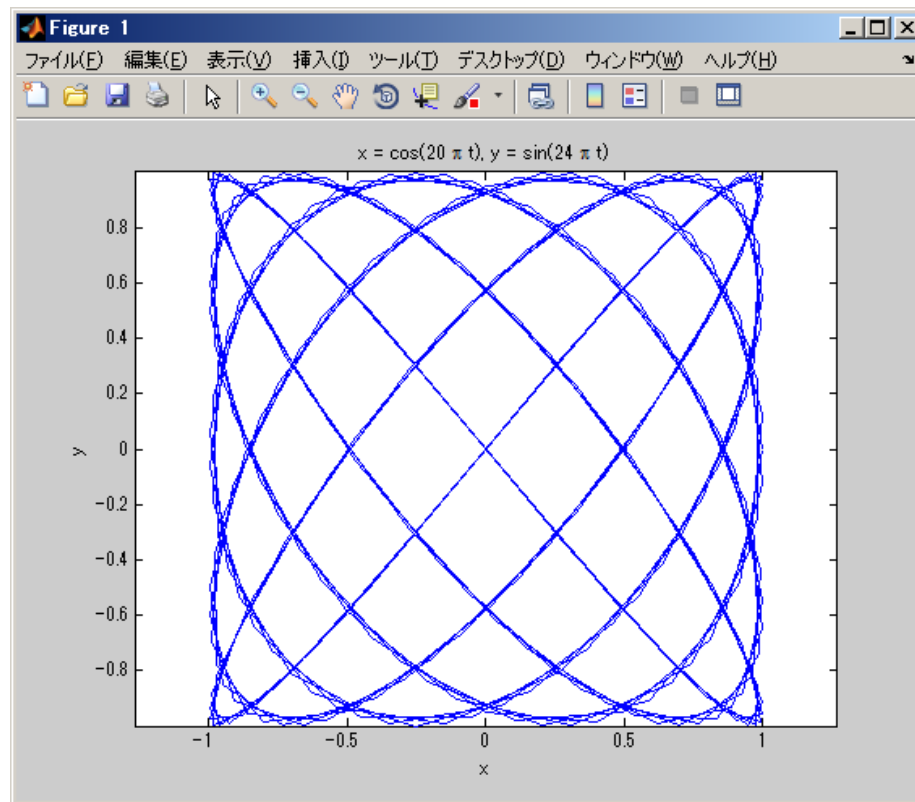 Figure 1
ファイル(F) 編集(E) 表示(V) 挿入(I) ツール(T) デスクトップ(D) ウィンドウ(W) ヘルプ(H)
x = cos(20 π t), y = sin(24 π t)
0.8
0.6
0.4
0.2
0
−0.2
−0.4
−0.6
−0.8
y
−1 −0.5 0 0.5 1
x